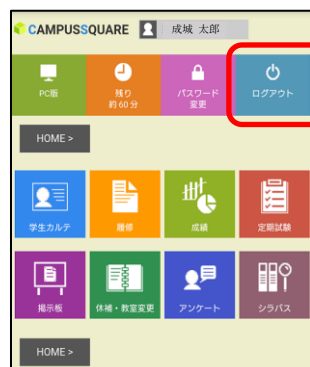 CAMPUSSQUARE 成城 太郎
PC版 残り 約60分 パスワード 変更 ログアウト
HOME >
学生カルテ 履修 成績 定期試験
掲示板 休補・教室変更 アンケート シラバス
HOME >